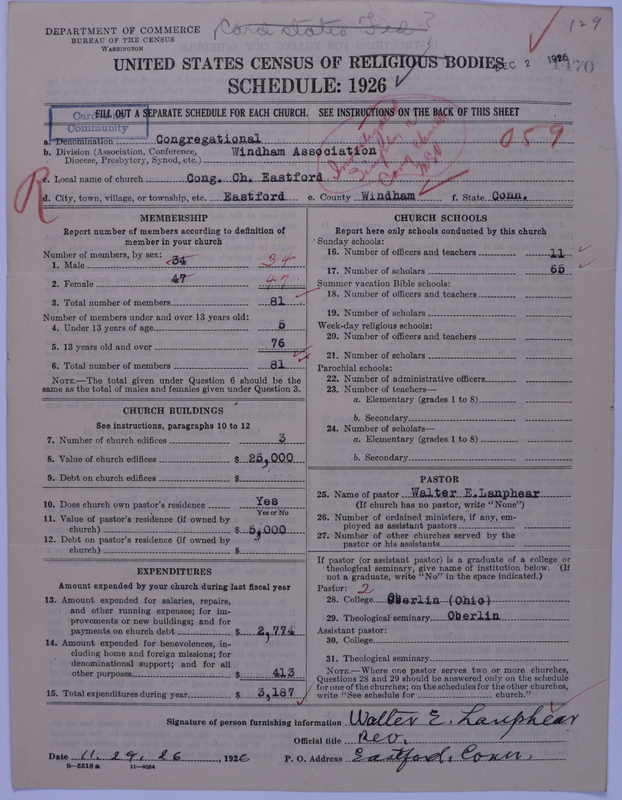 DEPARTMENT OF COMMERCE
BUREAU OF THE CENSUS
WASHINGTON
129
UNITED STATES CENSUS OF RELIGIOUS BODIES
DEC 2 1926
SCHEDULE: 1926
FILL OUT A SEPARATE SCHEDULE FOR EACH CHURCH. SEE INSTRUCTIONS ON THE BACK OF THIS SHEET
Community
059
a. Denomination Congregational
b. Division (Association, Conference, Diocese, Presbytery, Synod, etc.) Windham Association
c. Local name of church Cong. Ch. Eastford
R
d. City, town, village, or township, etc. Eastford e. County Windham f. State Conn.
MEMBERSHIP
Report number of members according to definition of
member in your church
Number of members, by sex:
1. Male 34 34
2. Female 47 47
3. Total number of members 81
Number of members under and over 13 years old:
4. Under 13 years of age 5
5. 13 years old and over 76
6. Total number of members 81
NOTE.—The total given under Question 6 should be the
same as the total of males and females given under Question 3.
CHURCH BUILDINGS
See instructions, paragraphs 10 to 12
7. Number of church edifices 3
8. Value of church edifices $ 25,000
9. Debt on church edifices $
10. Does church own pastor's residence Yes
Yes or No
11. Value of pastor's residence (if owned by
church) $ 5,000
12. Debt on pastor's residence (if owned by
church) $
EXPENDITURES
Amount expended by your church during last fiscal year
13. Amount expended for salaries, repairs,
and other running expenses; for im-
provements or new buildings; and for
payments on church debt $ 2,774
14. Amount expended for benevolences, in-
cluding home and foreign missions; for
denominational support; and for all
other purposes $ 413
15. Total expenditures during year $ 3,187
CHURCH SCHOOLS
Report here only schools conducted by this church
Sunday schools:
16. Number of officers and teachers 11
17. Number of scholars 65
Summer vacation Bible schools:
18. Number of officers and teachers
19. Number of scholars
Week-day religious schools:
20. Number of officers and teachers
21. Number of scholars
Parochial schools:
22. Number of administrative officers
23. Number of teachers—
a. Elementary (grades 1 to 8)
b. Secondary
24. Number of scholars—
a. Elementary (grades 1 to 8)
b. Secondary
PASTOR
25. Name of pastor Walter E. Lanphear
(If church has no pastor, write "None")
26. Number of ordained ministers, if any, em-
ployed as assistant pastors
27. Number of other churches served by the
pastor or his assistants
If pastor (or assistant pastor) is a graduate of a college or
theological seminary, give name of institution below. (If
not a graduate, write "No" in the space indicated.)
Pastor: 2
28. College Oberlin (Ohio)
29. Theological seminary Oberlin
Assistant pastor:
30. College
31. Theological seminary
NOTE.—Where one pastor serves two or more churches,
Questions 28 and 29 should be answered only on the schedule
for one of the churches; on the schedules for the other churches,
write "See schedule for church."
Signature of person furnishing information Walter E. Lanphear
Official title Rev.
Date 11. 29. 26, 1926 P. O. Address Eastford, Conn.
8-5518a 11-9554